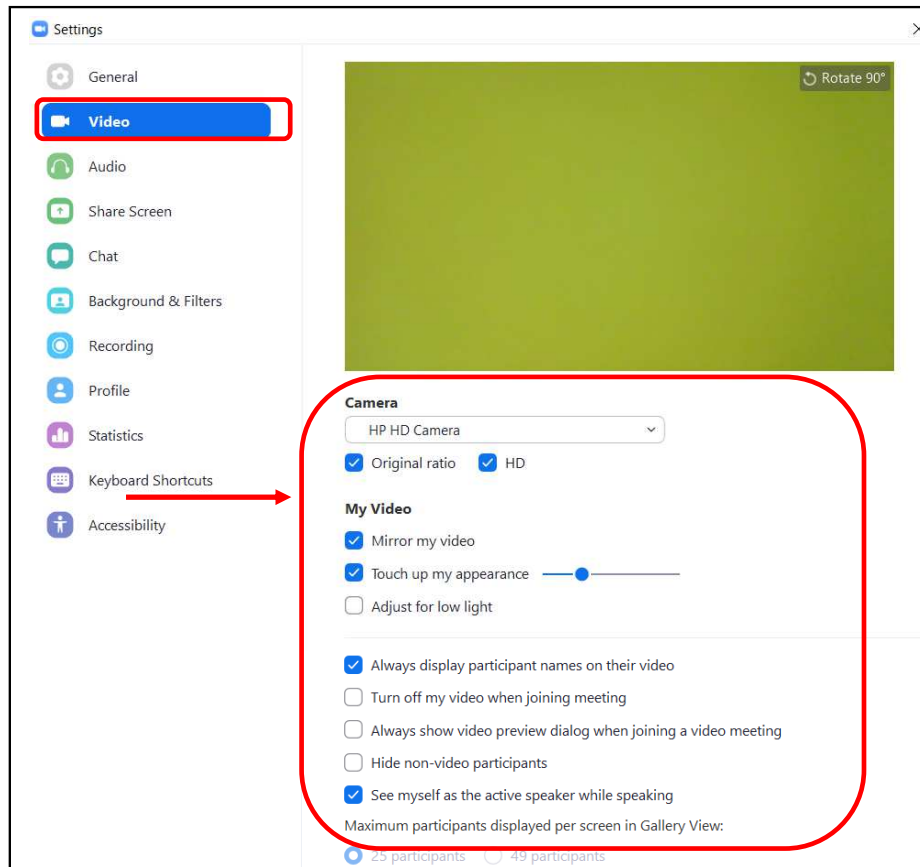 Settings
General
Rotate 90°
Video
Audio
Share Screen
Chat
Background & Filters
Recording
Profile
Statistics
Keyboard Shortcuts
Accessibility
Camera
HP HD Camera
Original ratio HD
My Video
Mirror my video
Touch up my appearance
Adjust for low light
Always display participant names on their video
Turn off my video when joining meeting
Always show video preview dialog when joining a video meeting
Hide non-video participants
See myself as the active speaker while speaking
Maximum participants displayed per screen in Gallery View:
25 participants 49 participants